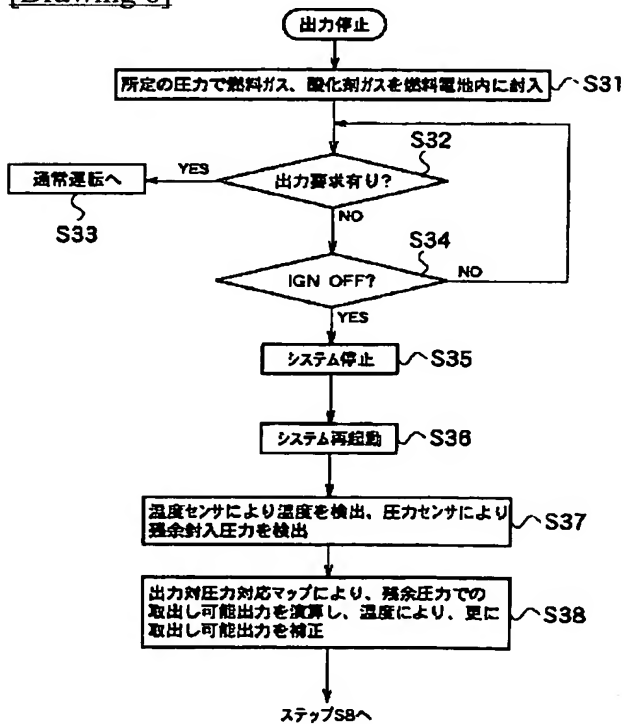 出力停止
所定の圧力で燃料ガス、酸化剤ガスを燃料電池内に封入
S31
S32
出力要求有り?
YES
通常運転へ
S33
NO
S34
IGN OFF?
NO
YES
システム停止
S35
システム再起動
S36
温度センサにより温度を検出、圧力センサにより
残余封入圧力を検出
S37
出力対圧力対応マップにより、残余圧力での
取出し可能出力を演算し、温度により、更に
取出し可能出力を補正
S38
ステップS8へ